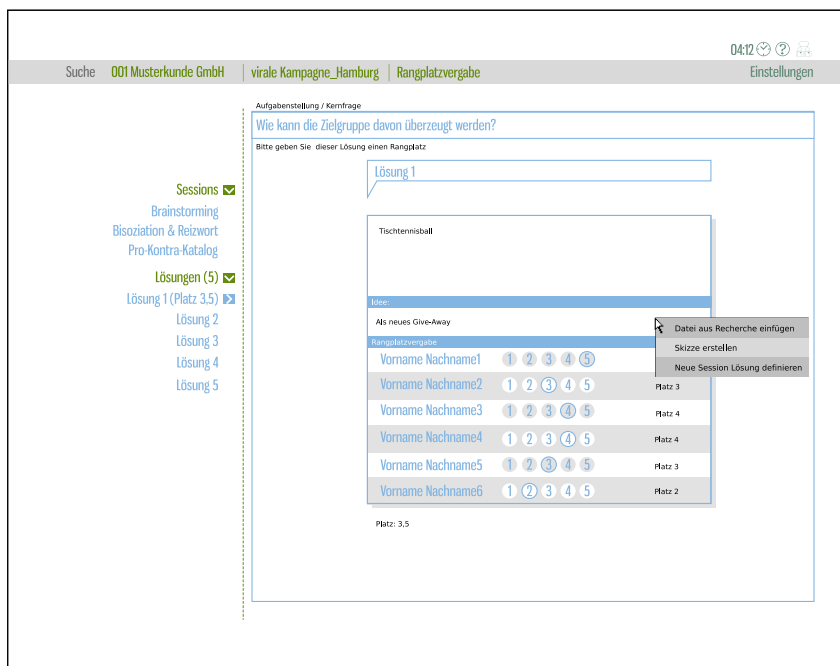 04:12 ?
Suche 001 Musterkunde GmbH virale Kampagne_Hamburg Rangplatzvergabe Einstellungen
Aufgabenstellung / Kernfrage
Wie kann die Zielgruppe davon überzeugt werden?
Bitte geben Sie dieser Lösung einen Rangplatz
Lösung 1
Sessions
Brainstorming
Bisoziation & Reizwort
Pro-Kontra-Katalog
Lösungen (5)
Lösung 1 (Platz 3,5)
Lösung 2
Lösung 3
Lösung 4
Lösung 5
Tischtennisball
Idee:
Als neues Give-Away
Rangplatzvergabe
Vorname Nachname1 1 2 3 4 5
Vorname Nachname2 1 2 3 4 5 Platz 3
Vorname Nachname3 1 2 3 4 5 Platz 4
Vorname Nachname4 1 2 3 4 5 Platz 4
Vorname Nachname5 1 2 3 4 5 Platz 3
Vorname Nachname6 1 2 3 4 5 Platz 2
Platz: 3,5
Datei aus Recherche einfügen
Skizze erstellen
Neue Session Lösung definieren